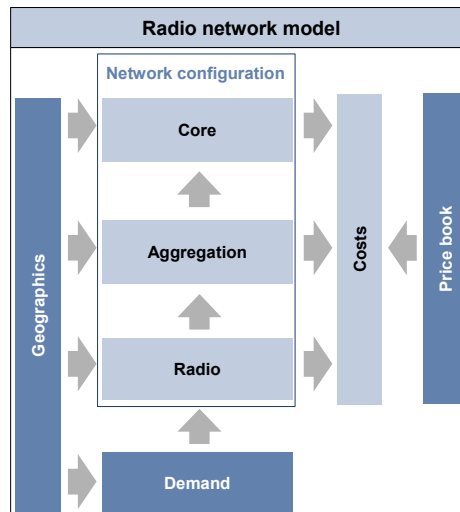 Radio network model
Network configuration
Core
Aggregation
Radio
Demand
Geographics
Costs
Price book